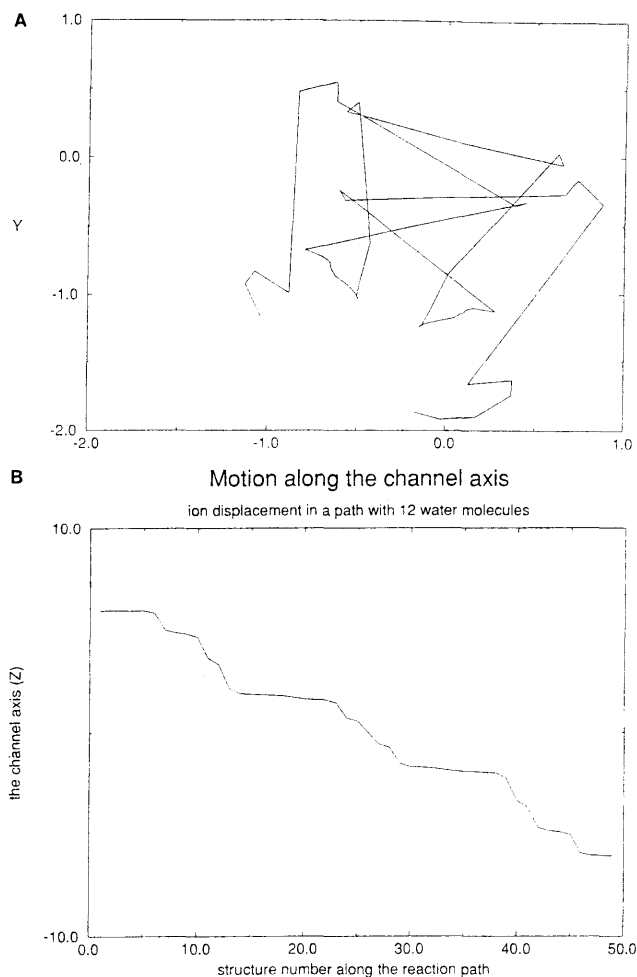 A
1.0
0.0
Y
-1.0
-2.0
-2.0 -1.0 0.0 1.0
B
Motion along the channel axis
ion displacement in a path with 12 water molecules
10.0
the channel axis (Z)
-10.0
0.0 10.0 20.0 30.0 40.0 50.0
structure number along the reaction path